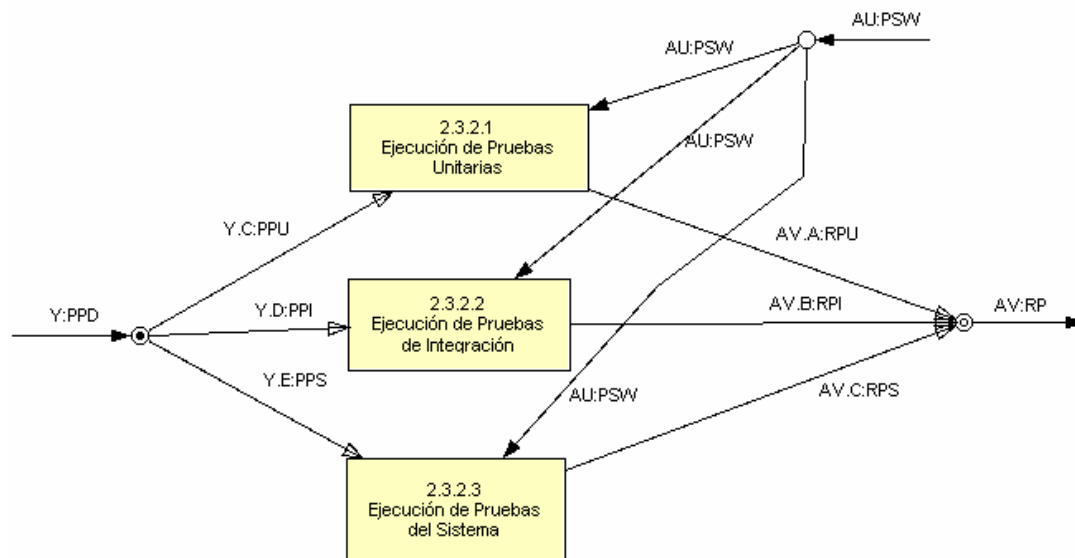 AU:PSW
AU:PSW
2.3.2.1
Ejecución de Pruebas
Unitarias
AU:PSW
Y.C:PPU
AV.A:RPU
Y:PPD
Y.D:PPI
2.3.2.2
Ejecución de Pruebas
de Integración
AV.B:RPI
AV:RP
Y.E:PPS
AU:PSW
AV.C:RPS
2.3.2.3
Ejecución de Pruebas
del Sistema